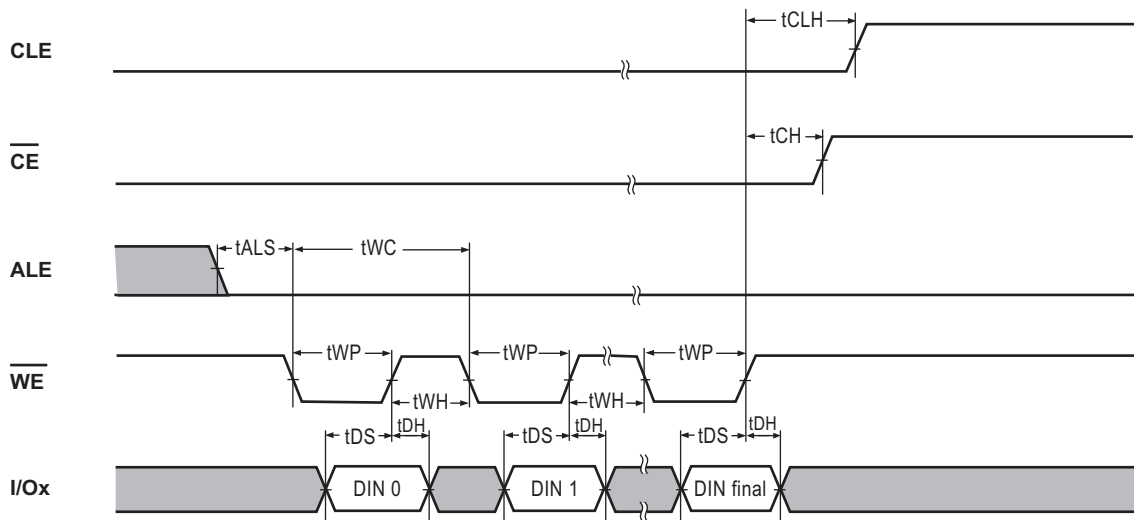 tCLH
CLE
tCH
CE
tALS
tWC
ALE
tWP
tWP
tWP
WE
tWH
tWH
tDS
tDH
tDS
tDH
tDS
tDH
I/Ox
DIN 0
DIN 1
DIN final